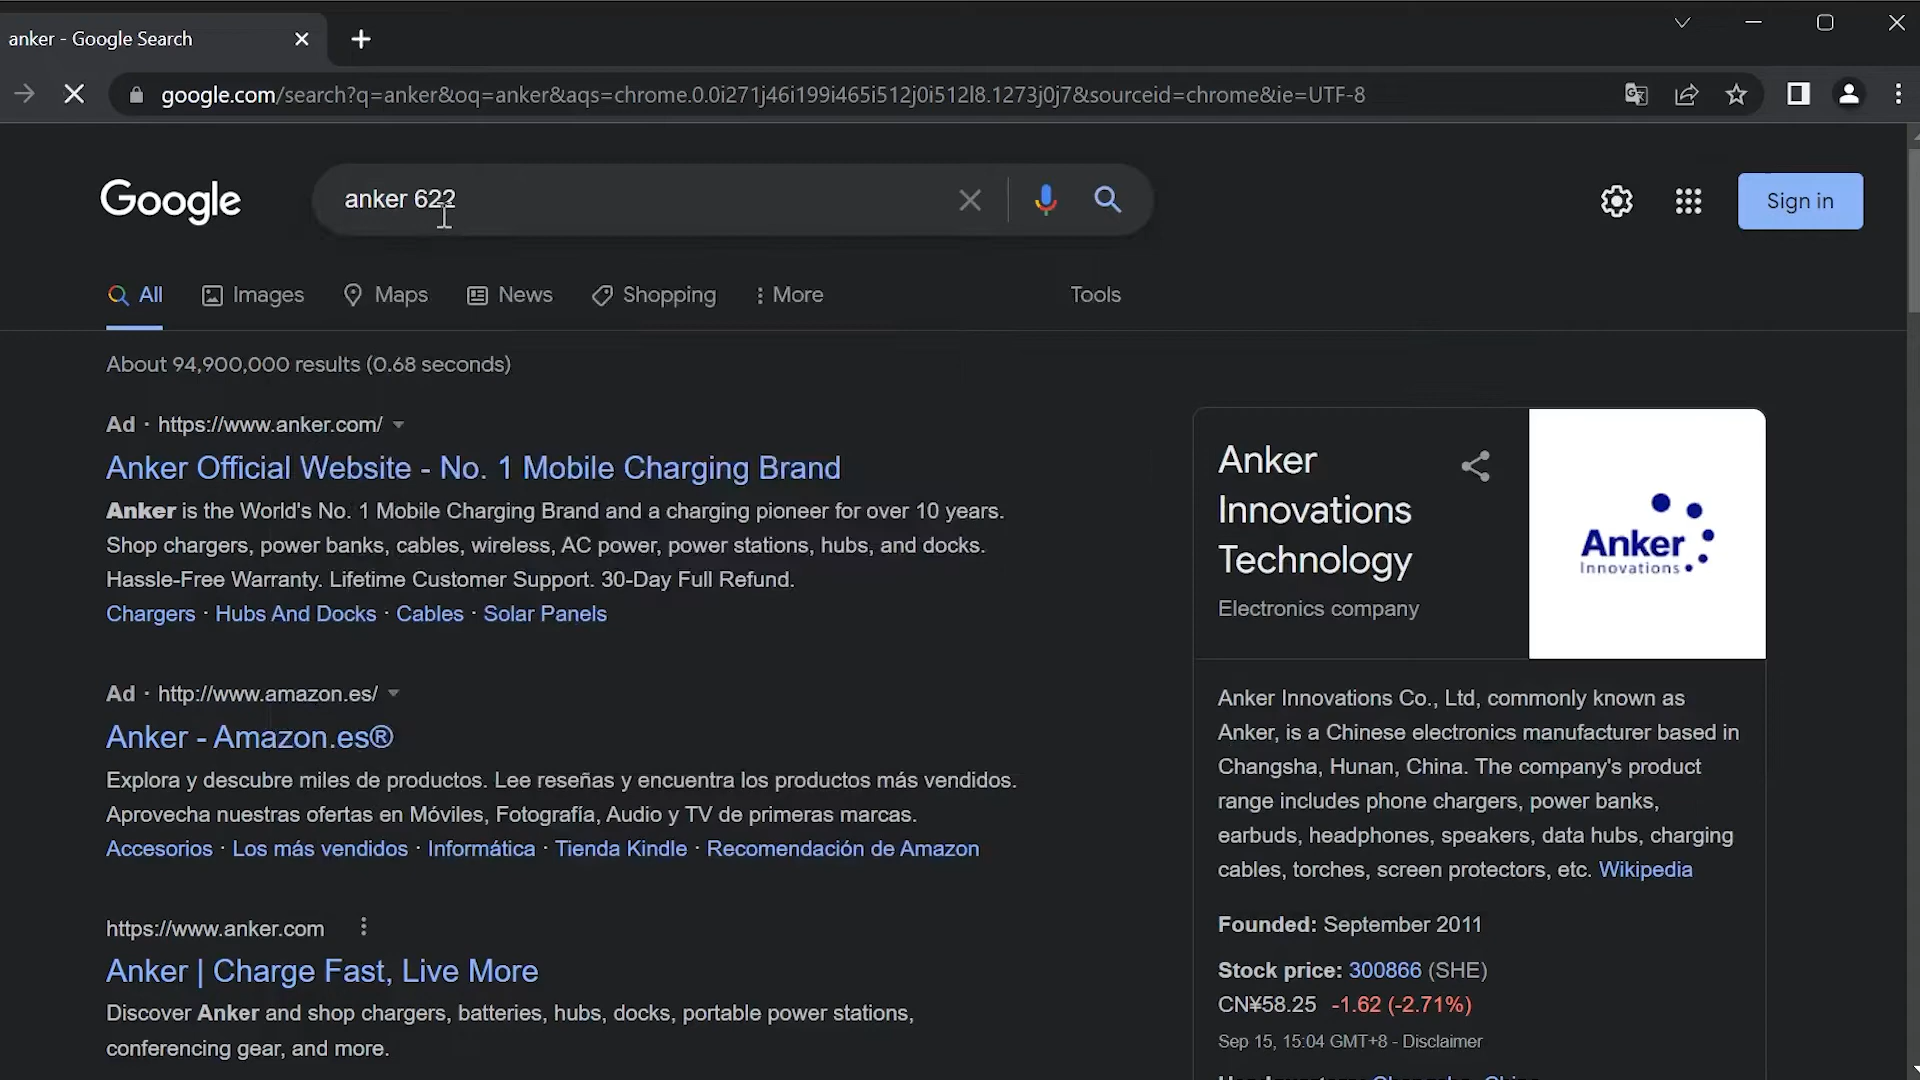 anker - Google Search
google.com/search?q=anker&oq=anker&aqs=chrome.0.0i271j46i199i465i512j0i512l8.1273j0j7&sourceid=chrome&ie=UTF-8
Google
anker 622
Sign in
All
Images
Maps
News
Shopping
More
Tools
About 94,900,000 results (0.68 seconds)
Ad · https://www.anker.com/
Anker Official Website - No. 1 Mobile Charging Brand
Anker is the World's No. 1 Mobile Charging Brand and a charging pioneer for over 10 years.
Shop chargers, power banks, cables, wireless, AC power, power stations, hubs, and docks.
Hassle-Free Warranty. Lifetime Customer Support. 30-Day Full Refund.
Chargers · Hubs And Docks · Cables · Solar Panels
Ad · http://www.amazon.es/
Anker - Amazon.es®
Explora y descubre miles de productos. Lee reseñas y encuentra los productos más vendidos.
Aprovecha nuestras ofertas en Móviles, Fotografía, Audio y TV de primeras marcas.
Accesorios · Los más vendidos · Informática · Tienda Kindle · Recomendación de Amazon
https://www.anker.com
Anker | Charge Fast, Live More
Discover Anker and shop chargers, batteries, hubs, docks, portable power stations,
conferencing gear, and more.
Anker
Innovations
Technology
Electronics company
Anker
Innovations
Anker Innovations Co., Ltd, commonly known as
Anker, is a Chinese electronics manufacturer based in
Changsha, Hunan, China. The company's product
range includes phone chargers, power banks,
earbuds, headphones, speakers, data hubs, charging
cables, torches, screen protectors, etc. Wikipedia
Founded: September 2011
Stock price: 300866 (SHE)
CN¥58.25 -1.62 (-2.71%)
Sep 15, 15:04 GMT+8 - Disclaimer